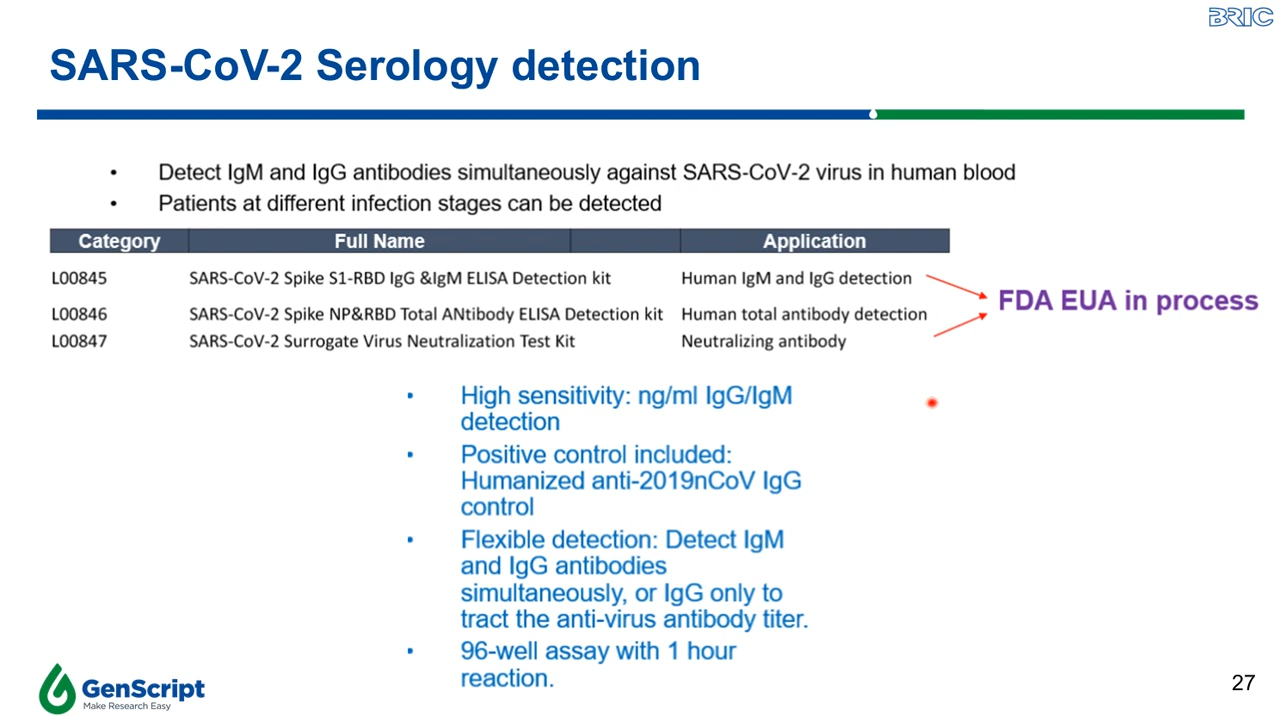 BRIC
SARS-CoV-2 Serology detection
• Detect IgM and IgG antibodies simultaneously against SARS-CoV-2 virus in human blood
• Patients at different infection stages can be detected
Category Full Name Application
L00845 SARS-CoV-2 Spike S1-RBD IgG &IgM ELISA Detection kit Human IgM and IgG detection
FDA EUA in process
L00846 SARS-CoV-2 Spike NP&RBD Total ANtibody ELISA Detection kit Human total antibody detection
L00847 SARS-CoV-2 Surrogate Virus Neutralization Test Kit Neutralizing antibody
• High sensitivity: ng/ml IgG/IgM
detection
• Positive control included:
Humanized anti-2019nCoV IgG
control
• Flexible detection: Detect IgM
and IgG antibodies
simultaneously, or IgG only to
tract the anti-virus antibody titer.
• 96-well assay with 1 hour
reaction.
GenScript
Make Research Easy
27